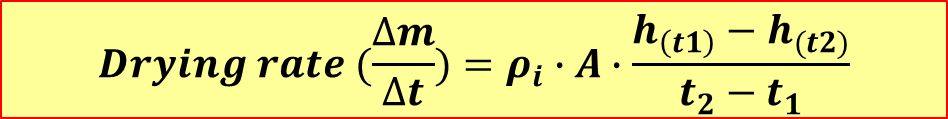 Drying rate (Δm/Δt) = ρᵢ · A · (h₍t1₎ − h₍t2₎)/(t₂ − t₁)